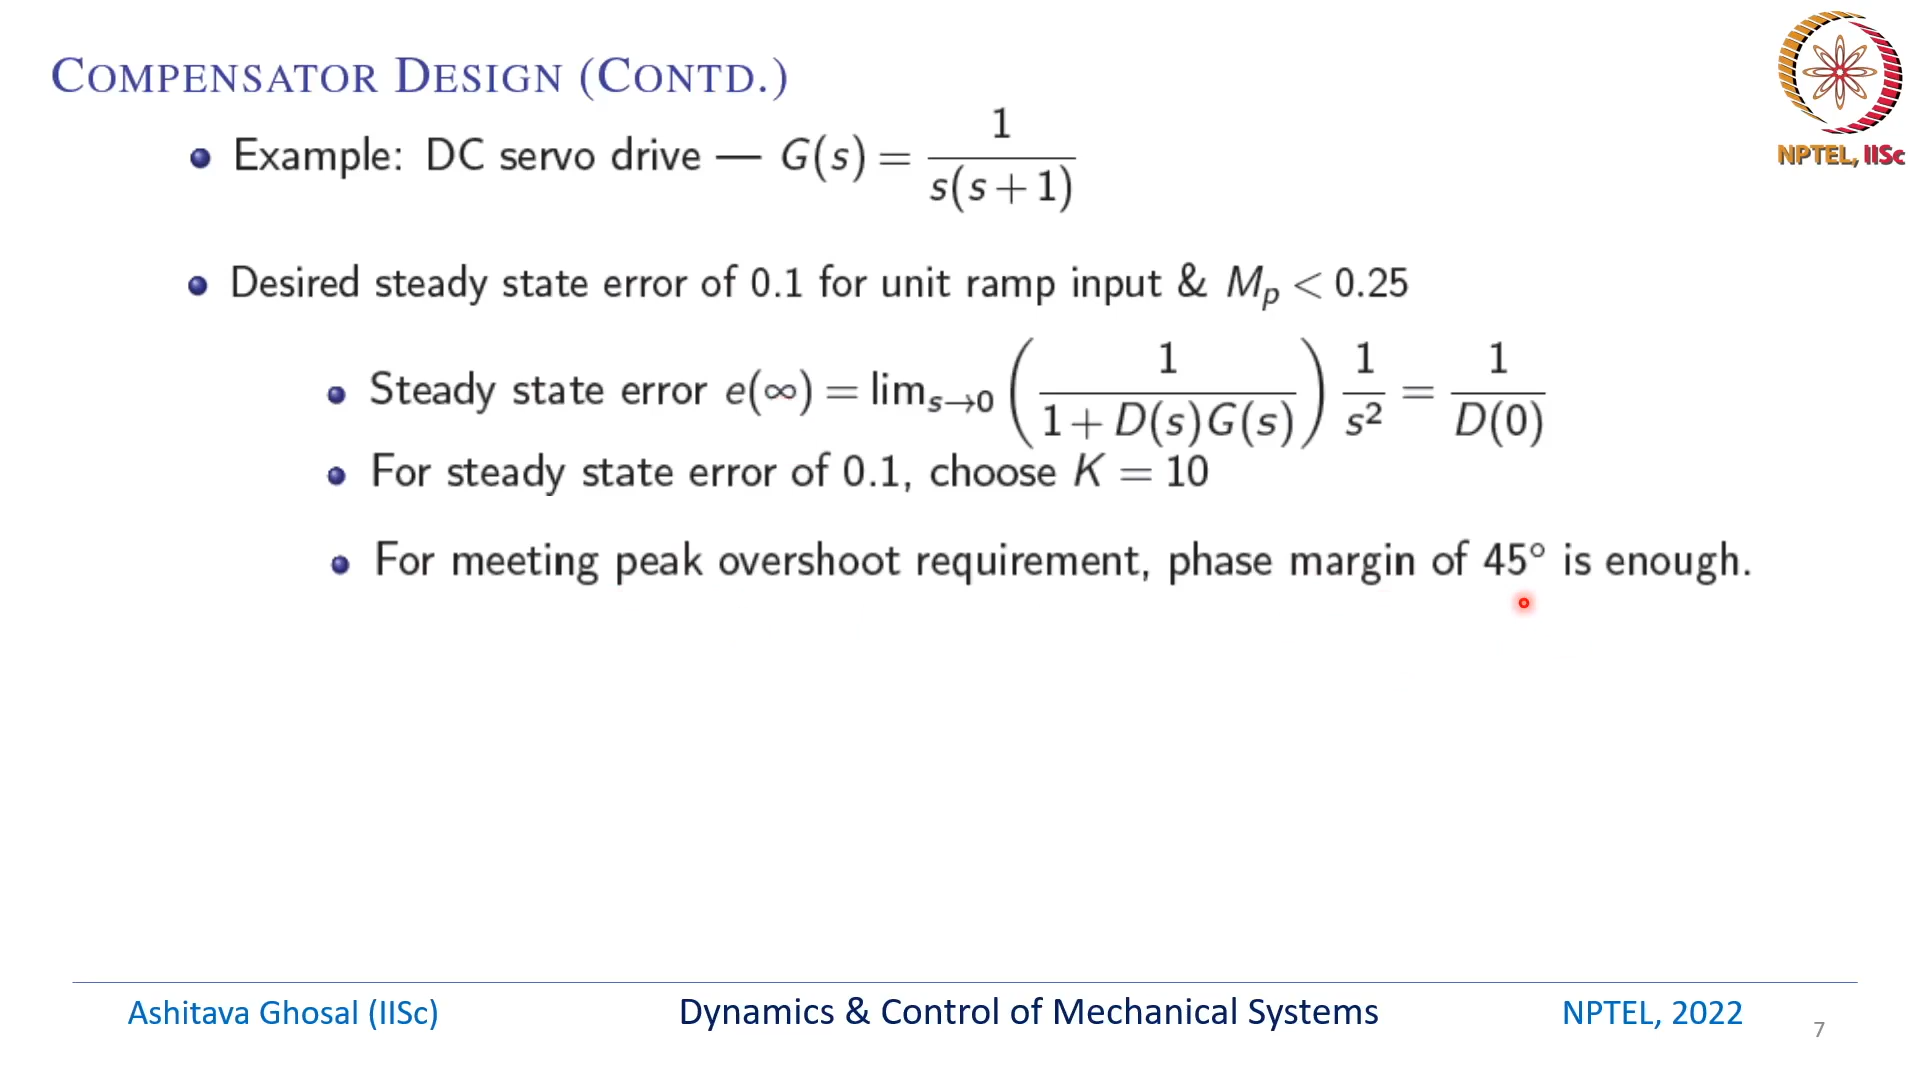 COMPENSATOR DESIGN (CONTD.)
NPTEL, IISc
Example: DC servo drive — G(s) = 1 / s(s+1)
Desired steady state error of 0.1 for unit ramp input & Mₚ < 0.25
Steady state error e(∞) = lim_{s→0} (1 / 1+D(s)G(s)) 1/s² = 1/D(0)
For steady state error of 0.1, choose K = 10
For meeting peak overshoot requirement, phase margin of 45° is enough.
Ashitava Ghosal (IISc) Dynamics & Control of Mechanical Systems NPTEL, 2022 7